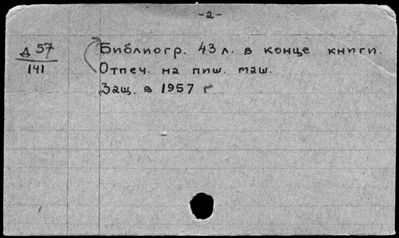 -2-
Д 57
141
Библиогр. 43 л. в конце книги.
Отпеч. на пиш. маш.
Защ. в 1957 г